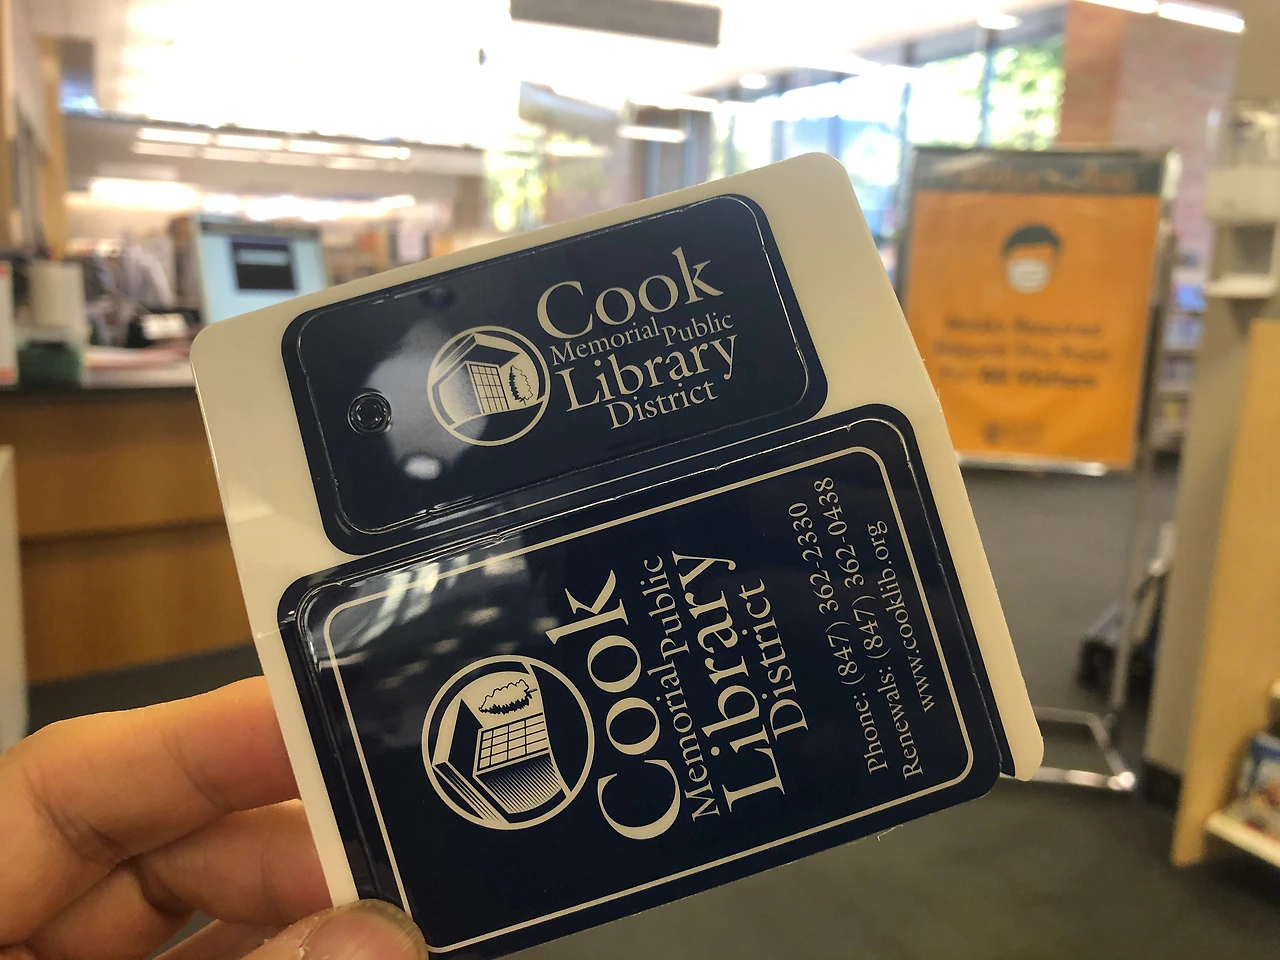 Cook
Memorial Public
Library
District
Cook
Memorial Public
Library
District
Phone: (847) 362-2330
Renewals: (847) 362-0438
www.cooklib.org